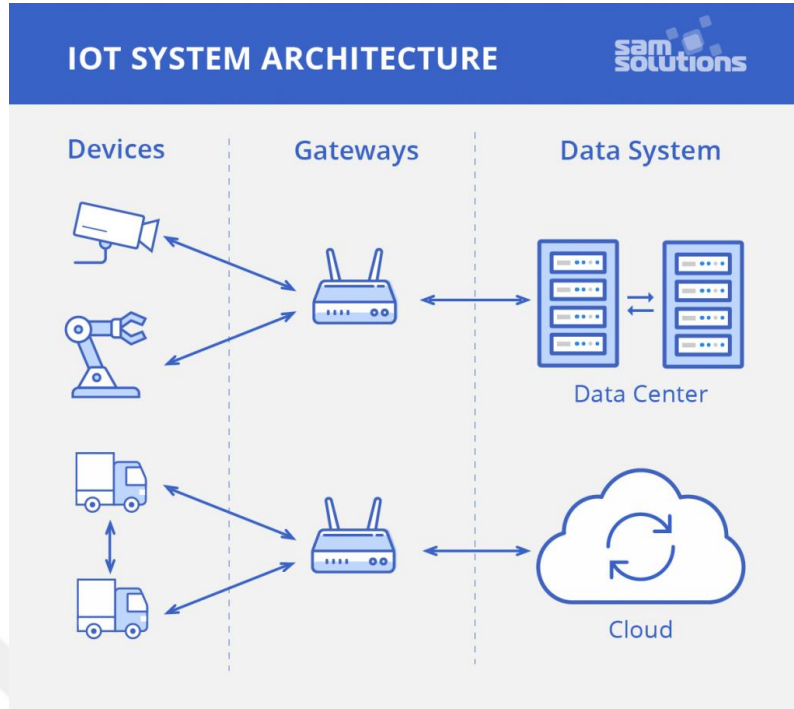 IOT SYSTEM ARCHITECTURE
sam
solutions
Devices
Gateways
Data System
Data Center
Cloud